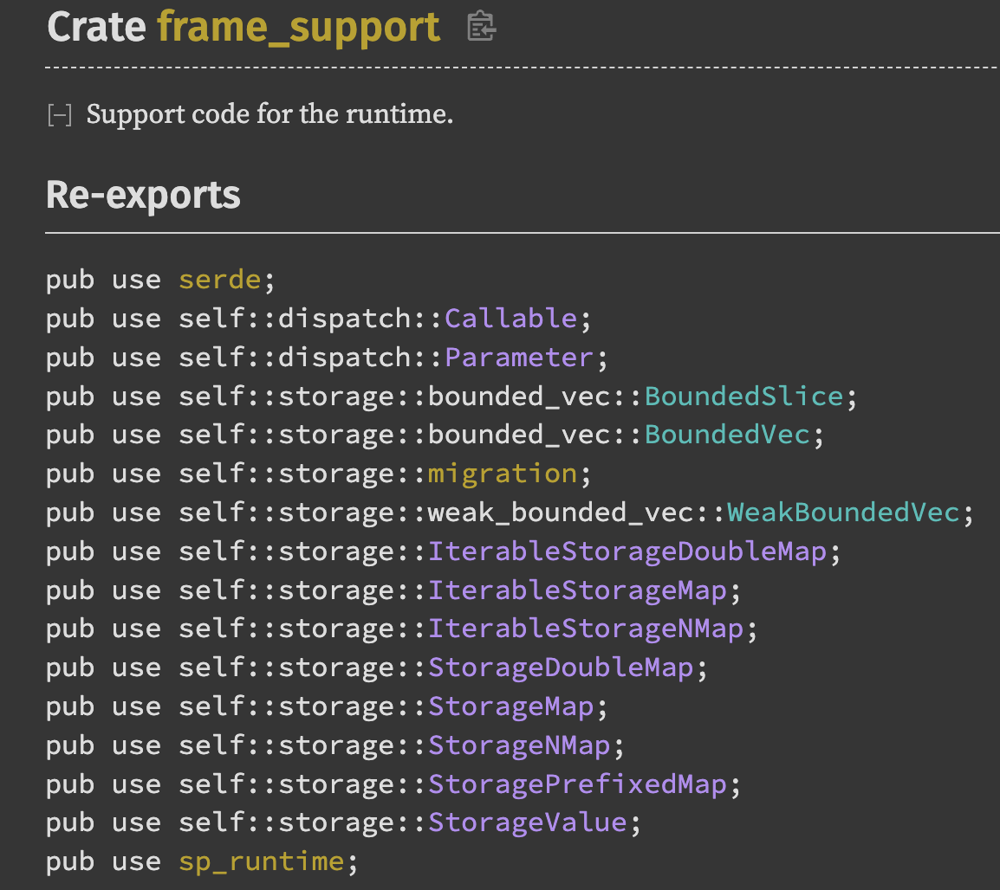 Crate frame_support
[−] Support code for the runtime.
Re-exports
pub use serde;
pub use self::dispatch::Callable;
pub use self::dispatch::Parameter;
pub use self::storage::bounded_vec::BoundedSlice;
pub use self::storage::bounded_vec::BoundedVec;
pub use self::storage::migration;
pub use self::storage::weak_bounded_vec::WeakBoundedVec;
pub use self::storage::IterableStorageDoubleMap;
pub use self::storage::IterableStorageMap;
pub use self::storage::IterableStorageNMap;
pub use self::storage::StorageDoubleMap;
pub use self::storage::StorageMap;
pub use self::storage::StorageNMap;
pub use self::storage::StoragePrefixedMap;
pub use self::storage::StorageValue;
pub use sp_runtime;